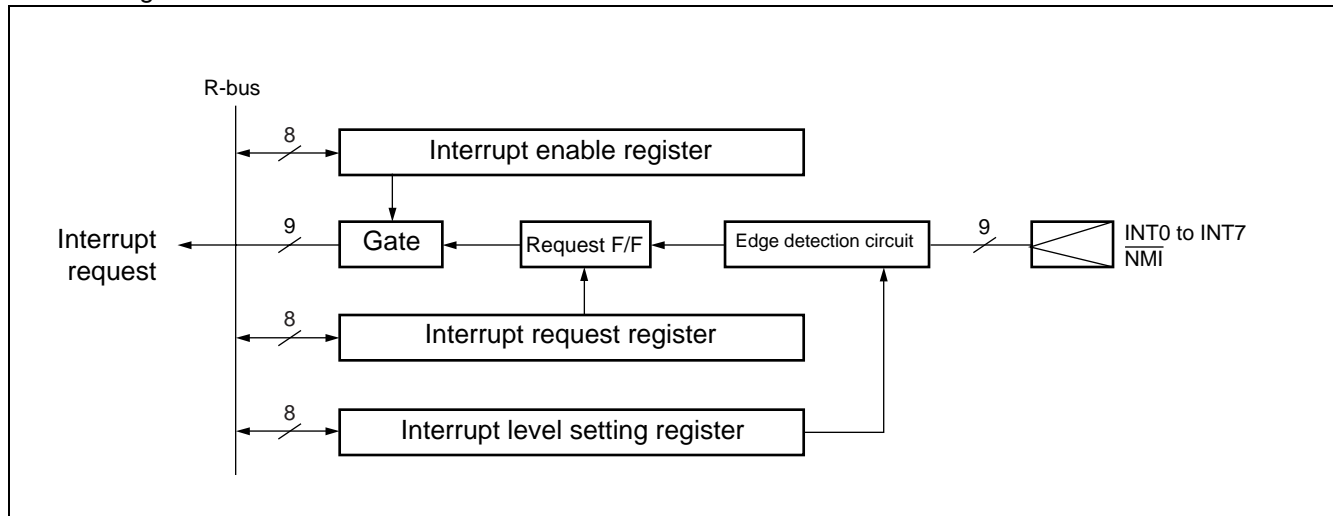 R-bus
8
Interrupt enable register
9
Interrupt
request
Gate
Request F/F
Edge detection circuit
9
INT0 to INT7
NMI
8
Interrupt request register
8
Interrupt level setting register